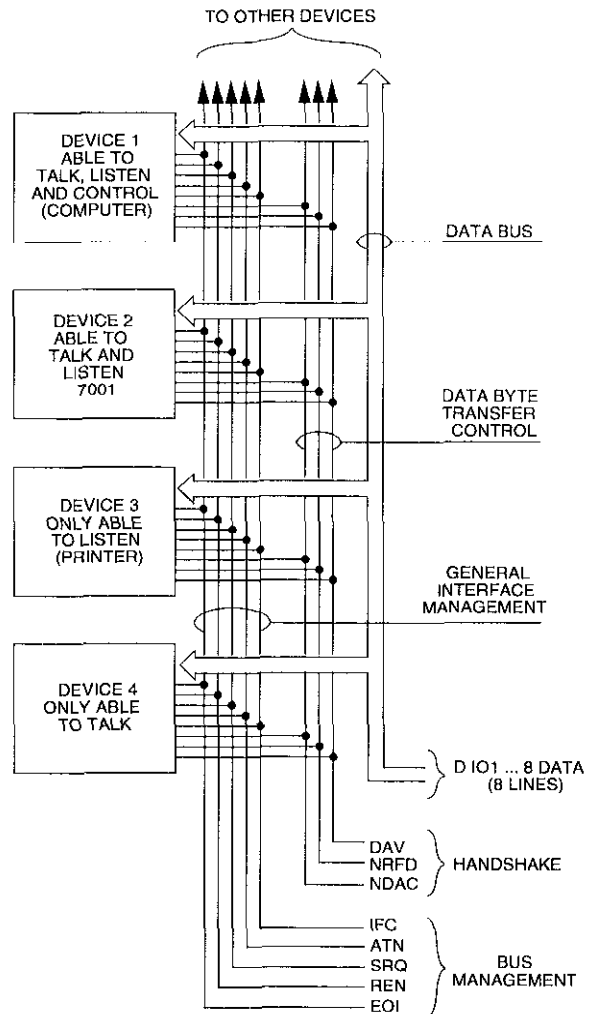 TO OTHER DEVICES
DEVICE 1
ABLE TO
TALK, LISTEN
AND CONTROL
(COMPUTER)
DATA BUS
DEVICE 2
ABLE TO
TALK AND
LISTEN
7001
DATA BYTE
TRANSFER
CONTROL
DEVICE 3
ONLY ABLE
TO LISTEN
(PRINTER)
GENERAL
INTERFACE
MANAGEMENT
DEVICE 4
ONLY ABLE
TO TALK
D IO1 ... 8 DATA
(8 LINES)
DAV
NRFD
NDAC
HANDSHAKE
IFC
ATN
SRQ
REN
EOI
BUS
MANAGEMENT